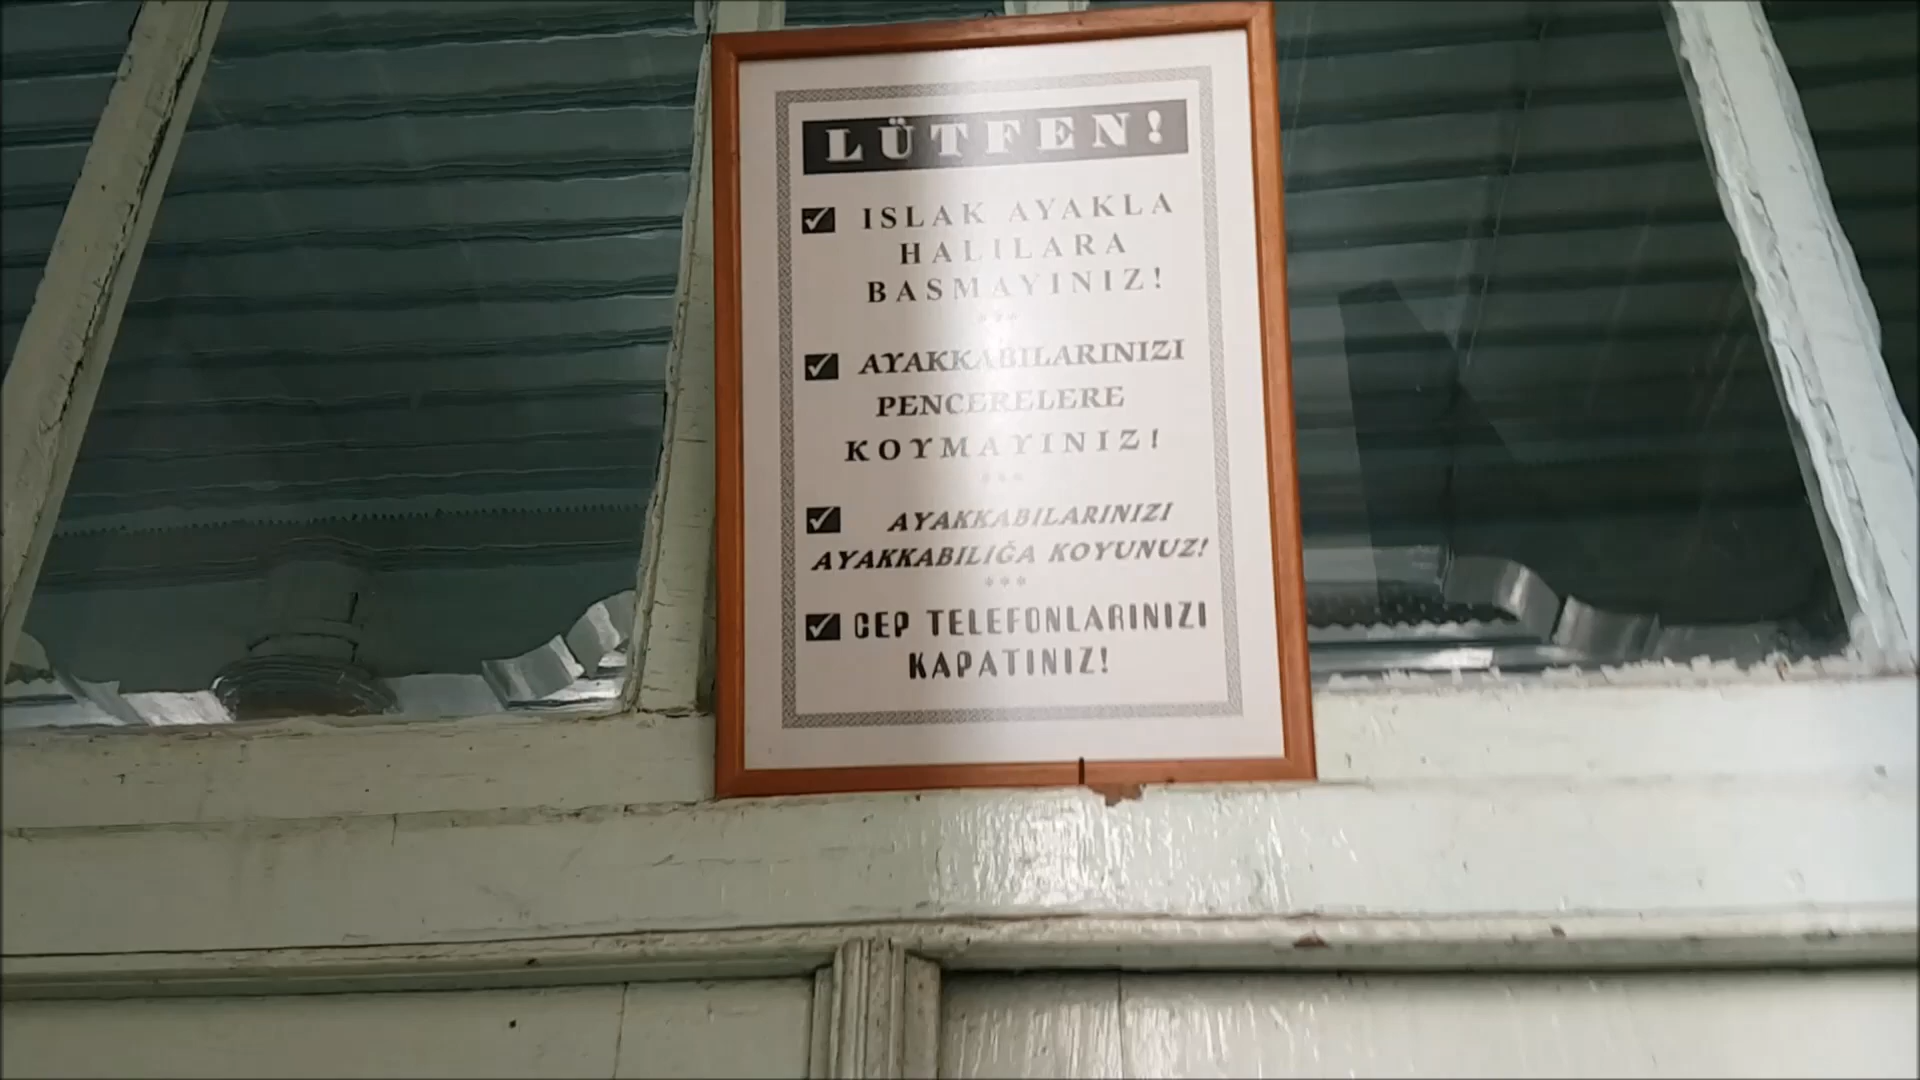 LÜTFEN!
ISLAK AYAKLA
HALILARA
BASMAYINIZ!
***
AYAKKABILARINIZI
PENCERELERE
KOYMAYINIZ!
***
AYAKKABILARINIZI
AYAKKABILIĞA KOYUNUZ!
***
CEP TELEFONLARINIZI
KAPATINIZ!